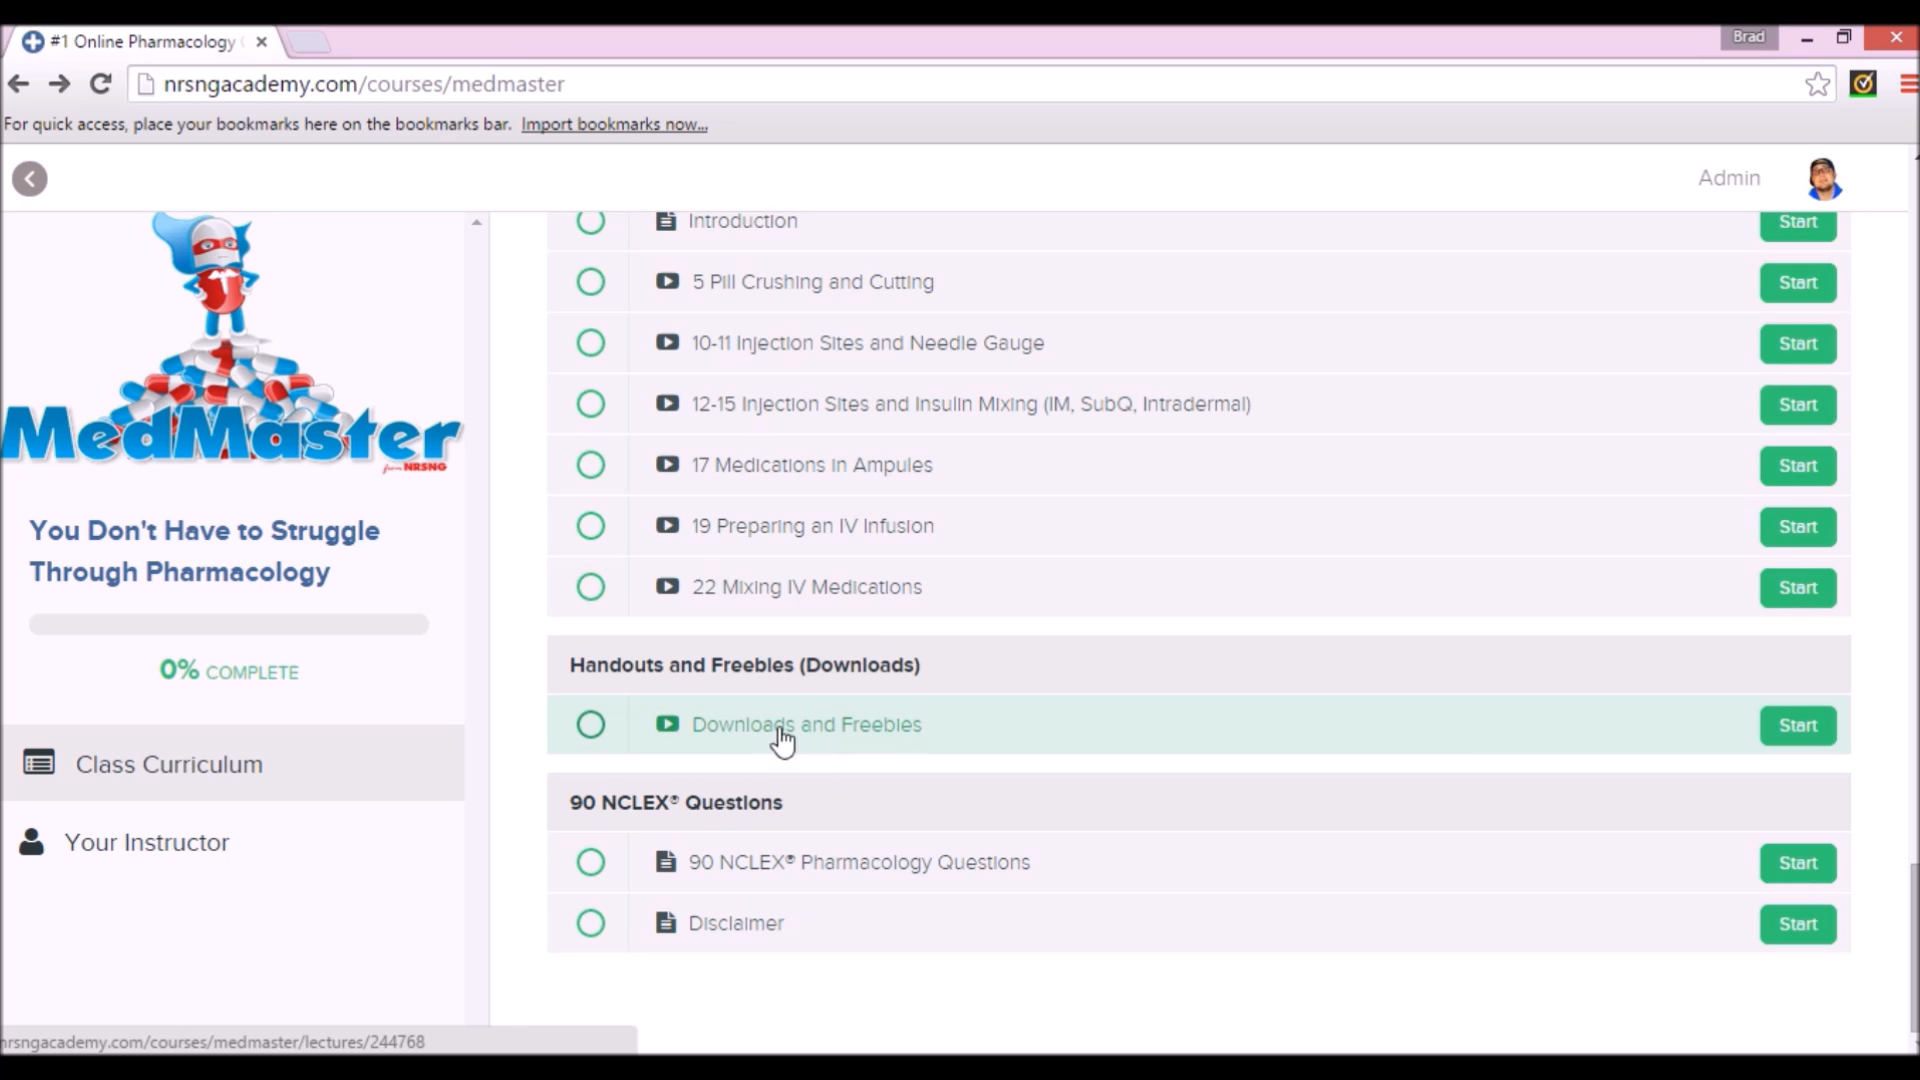 #1 Online Pharmacology
Brad
nrsngacademy.com/courses/medmaster
For quick access, place your bookmarks here on the bookmarks bar. Import bookmarks now...
Admin
MedMaster
from NRSNG
You Don't Have to Struggle
Through Pharmacology
0% COMPLETE
Class Curriculum
Your Instructor
Introduction Start
5 Pill Crushing and Cutting Start
10-11 Injection Sites and Needle Gauge Start
12-15 Injection Sites and Insulin Mixing (IM, SubQ, Intradermal) Start
17 Medications in Ampules Start
19 Preparing an IV Infusion Start
22 Mixing IV Medications Start
Handouts and Freebies (Downloads)
Downloads and Freebies Start
90 NCLEX® Questions
90 NCLEX® Pharmacology Questions Start
Disclaimer Start
nrsngacademy.com/courses/medmaster/lectures/244768